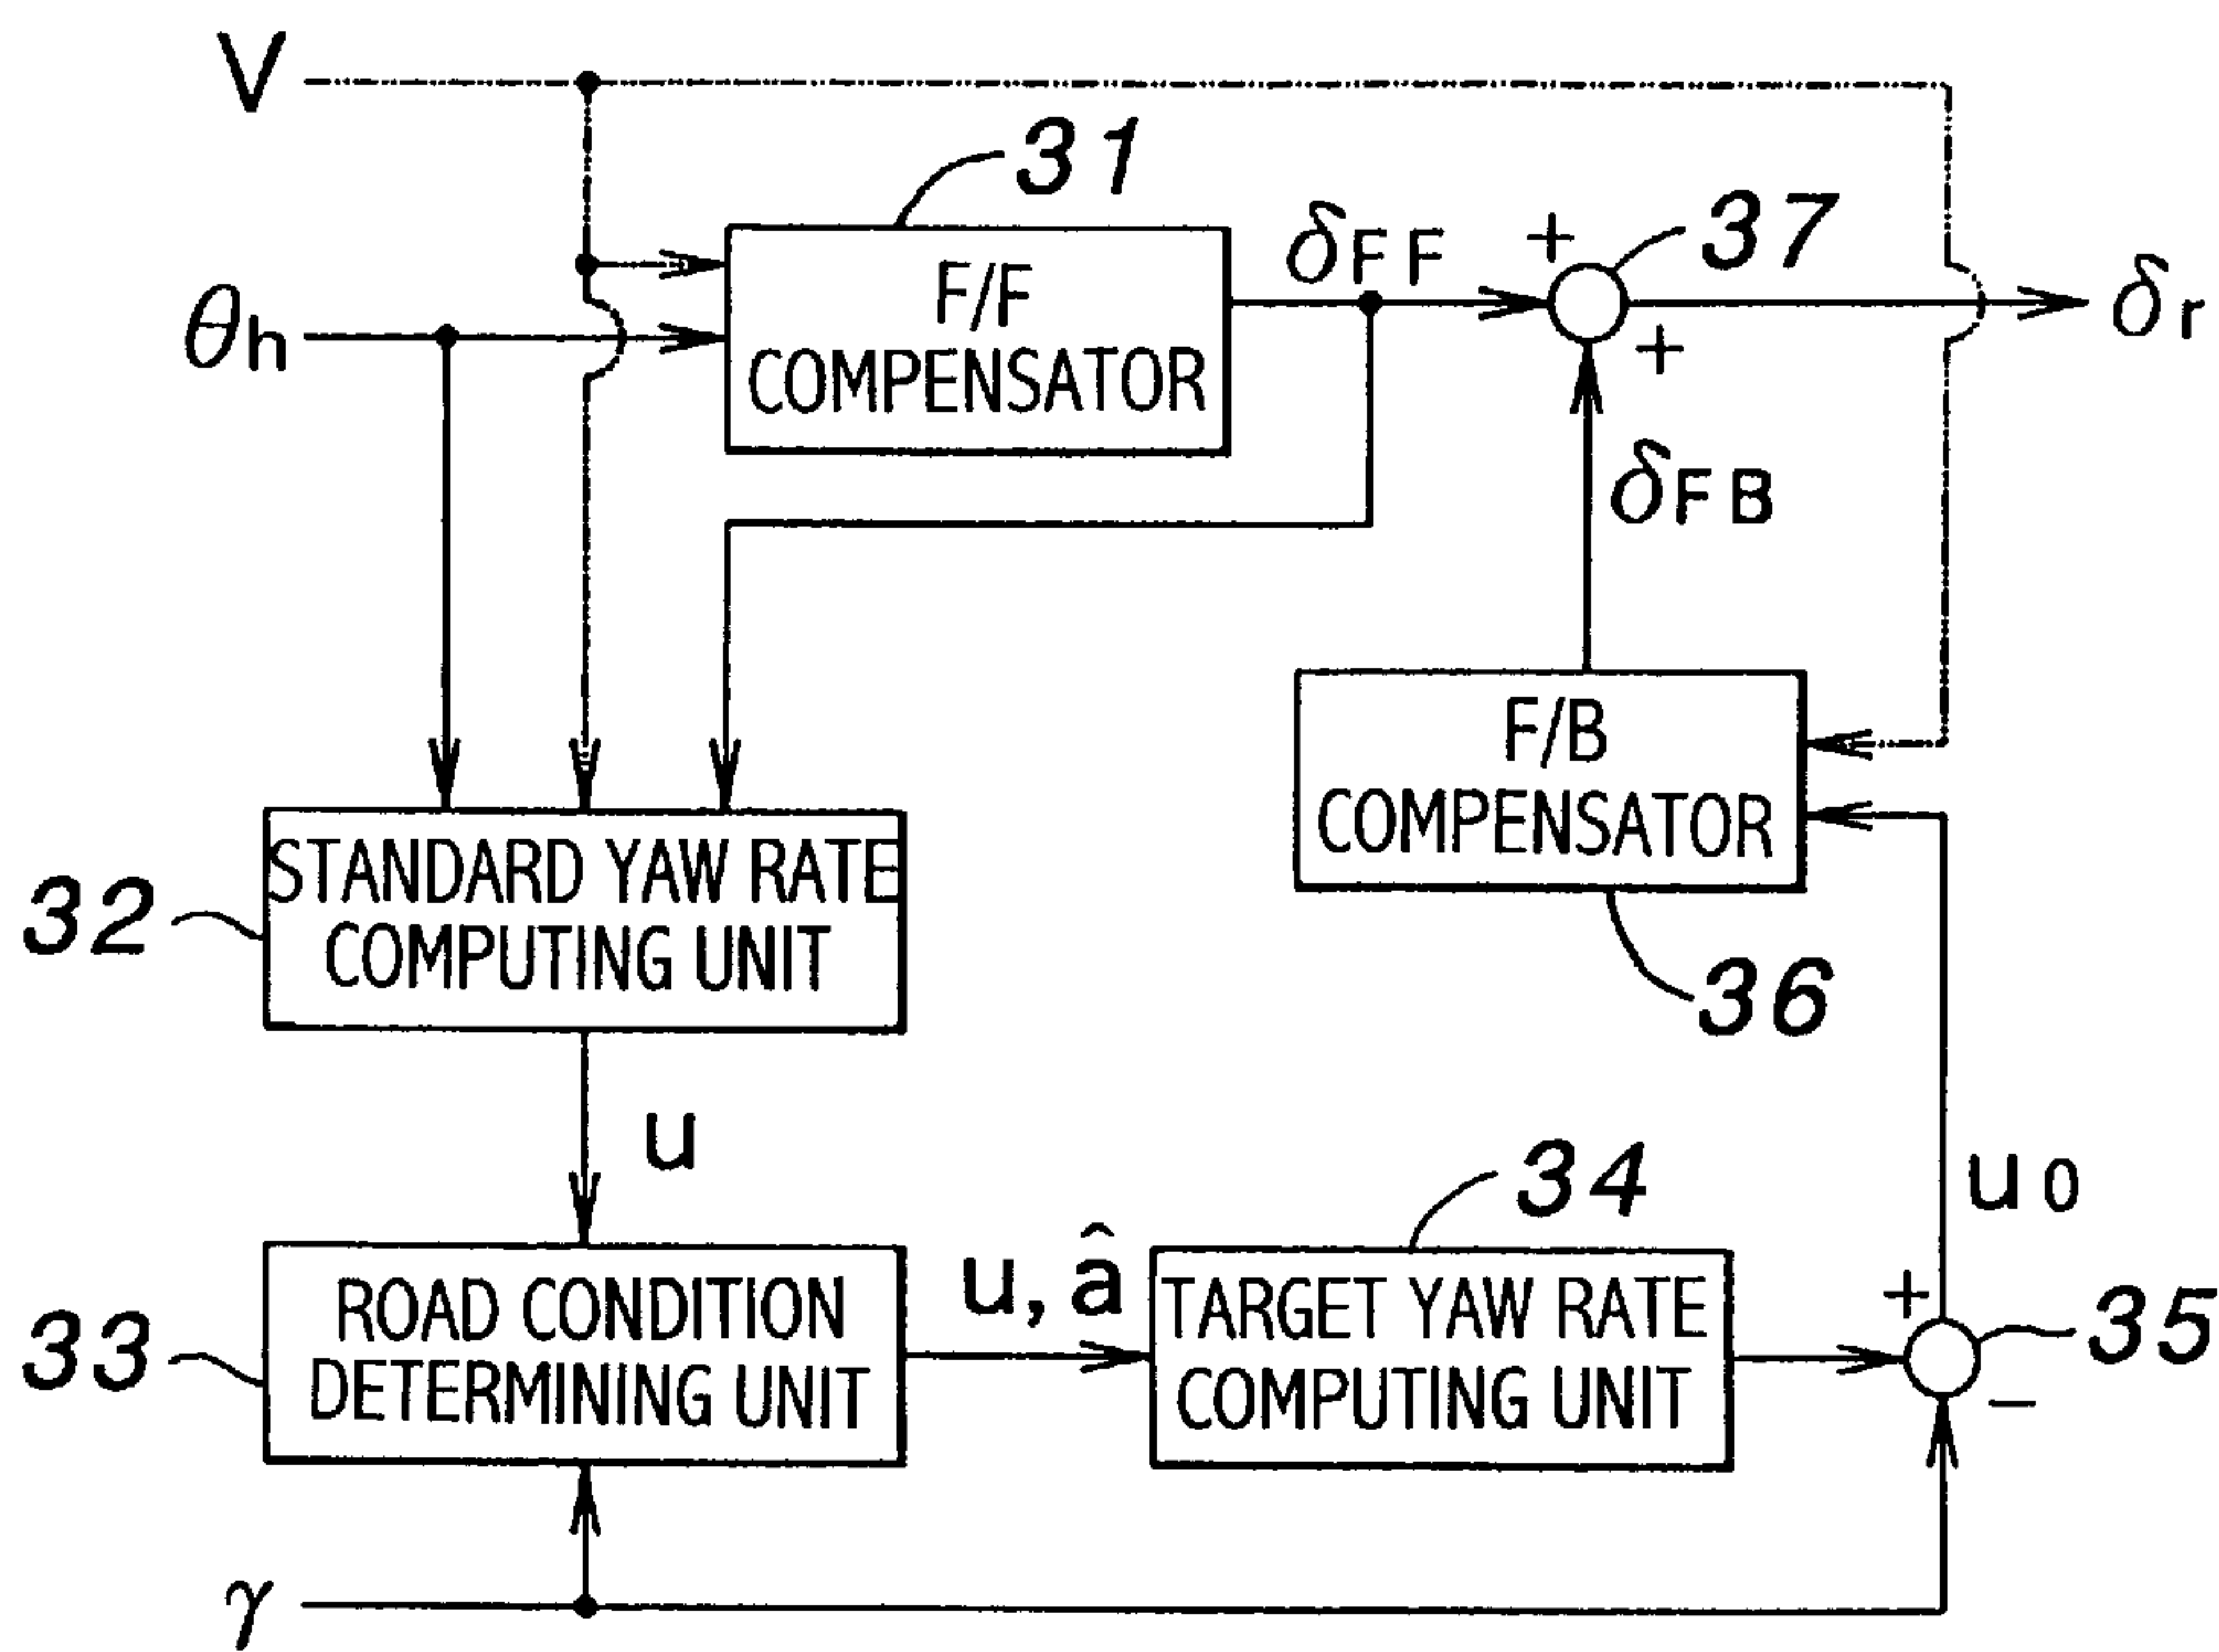 V
31
F/F
COMPENSATOR
δFF
+
37
θh
+
δr
δFB
F/B
COMPENSATOR
STANDARD YAW RATE
COMPUTING UNIT
32
36
u
34
u0
ROAD CONDITION
DETERMINING UNIT
33
u, â
TARGET YAW RATE
COMPUTING UNIT
+
35
−
γ